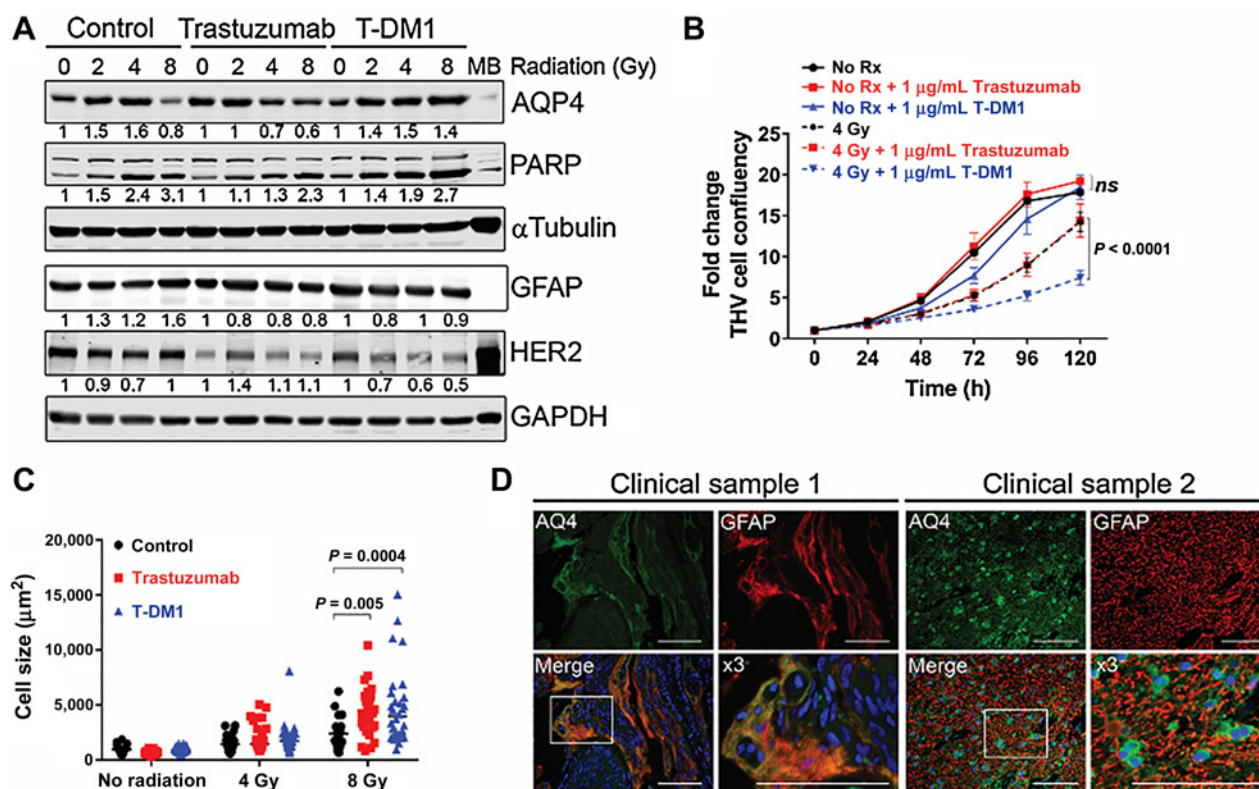 A
Control Trastuzumab T-DM1
0 2 4 8 0 2 4 8 0 2 4 8 MB Radiation (Gy)
AQP4
1 1.5 1.6 0.8 1 1 0.7 0.6 1 1.4 1.5 1.4
PARP
1 1.5 2.4 3.1 1 1.1 1.3 2.3 1 1.4 1.9 2.7
αTubulin
GFAP
1 1.3 1.2 1.6 1 0.8 0.8 0.8 1 0.8 1 0.9
HER2
1 0.9 0.7 1 1 1.4 1.1 1.1 1 0.7 0.6 0.5
GAPDH
B
No Rx
No Rx + 1 μg/mL Trastuzumab
No Rx + 1 μg/mL T-DM1
4 Gy
4 Gy + 1 μg/mL Trastuzumab
4 Gy + 1 μg/mL T-DM1
Fold change
THV cell confluency
25
20
15
10
5
0
ns
P < 0.0001
0 24 48 72 96 120
Time (h)
C
Cell size (μm²)
20,000
15,000
10,000
5,000
0
Control
Trastuzumab
T-DM1
P = 0.0004
P = 0.005
No radiation 4 Gy 8 Gy
D
Clinical sample 1 Clinical sample 2
AQ4 GFAP AQ4 GFAP
Merge x3 Merge x3